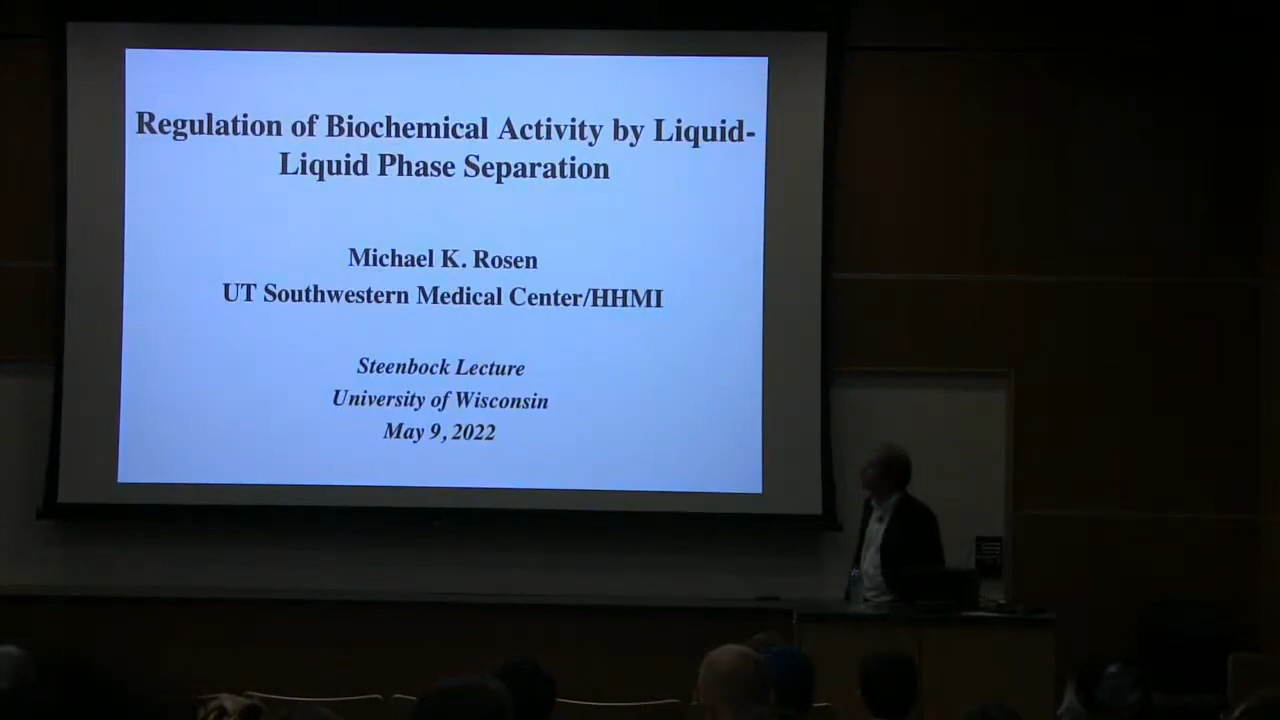 Regulation of Biochemical Activity by Liquid-
Liquid Phase Separation
Michael K. Rosen
UT Southwestern Medical Center/HHMI
Steenbock Lecture
University of Wisconsin
May 9, 2022